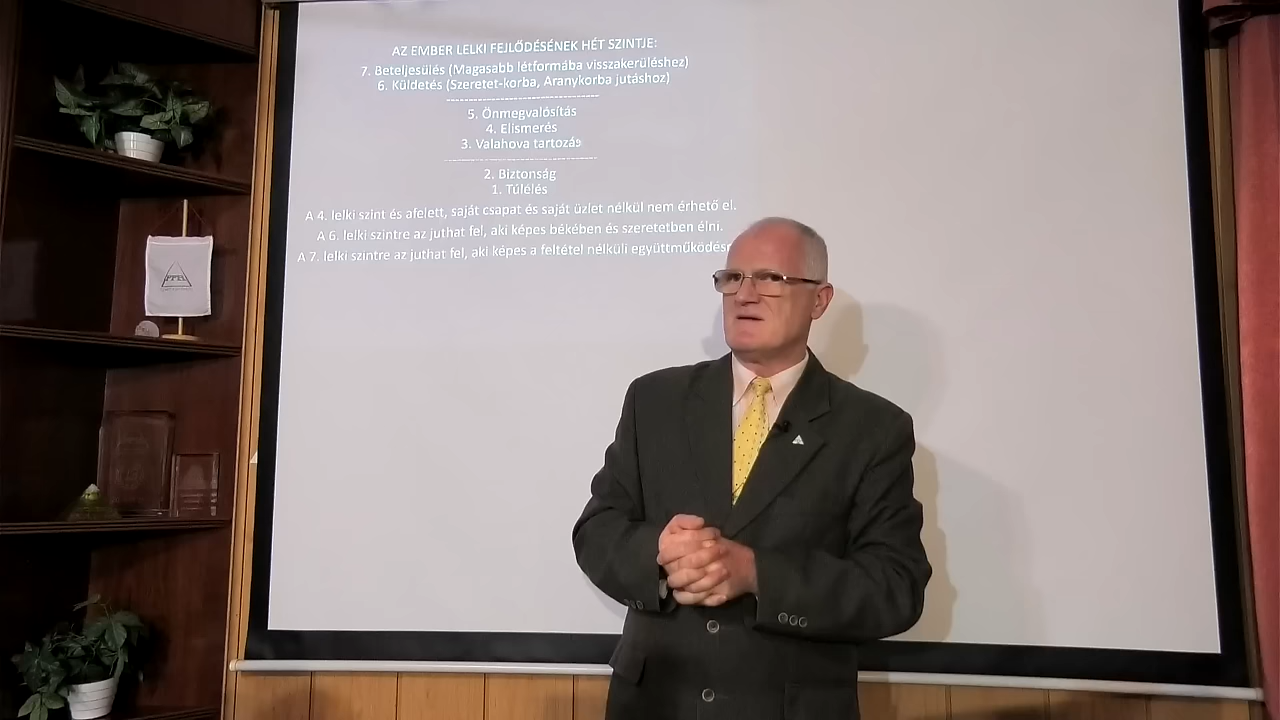 AZ EMBER LELKI FEJLŐDÉSÉNEK HÉT SZINTJE:
7. Beteljesülés (Magasabb létformába visszakerüléshez)
6. Küldetés (Szeretet-korba, Aranykorba jutáshoz)
5. Önmegvalósítás
4. Elismerés
3. Valahova tartozás
2. Biztonság
1. Túlélés
A 4. lelki szint és afelett, saját csapat és saját üzlet nélkül nem érhető el.
A 6. lelki szintre az juthat fel, aki képes békében és szeretetben élni.
A 7. lelki szintre az juthat fel, aki képes a feltétel nélküli